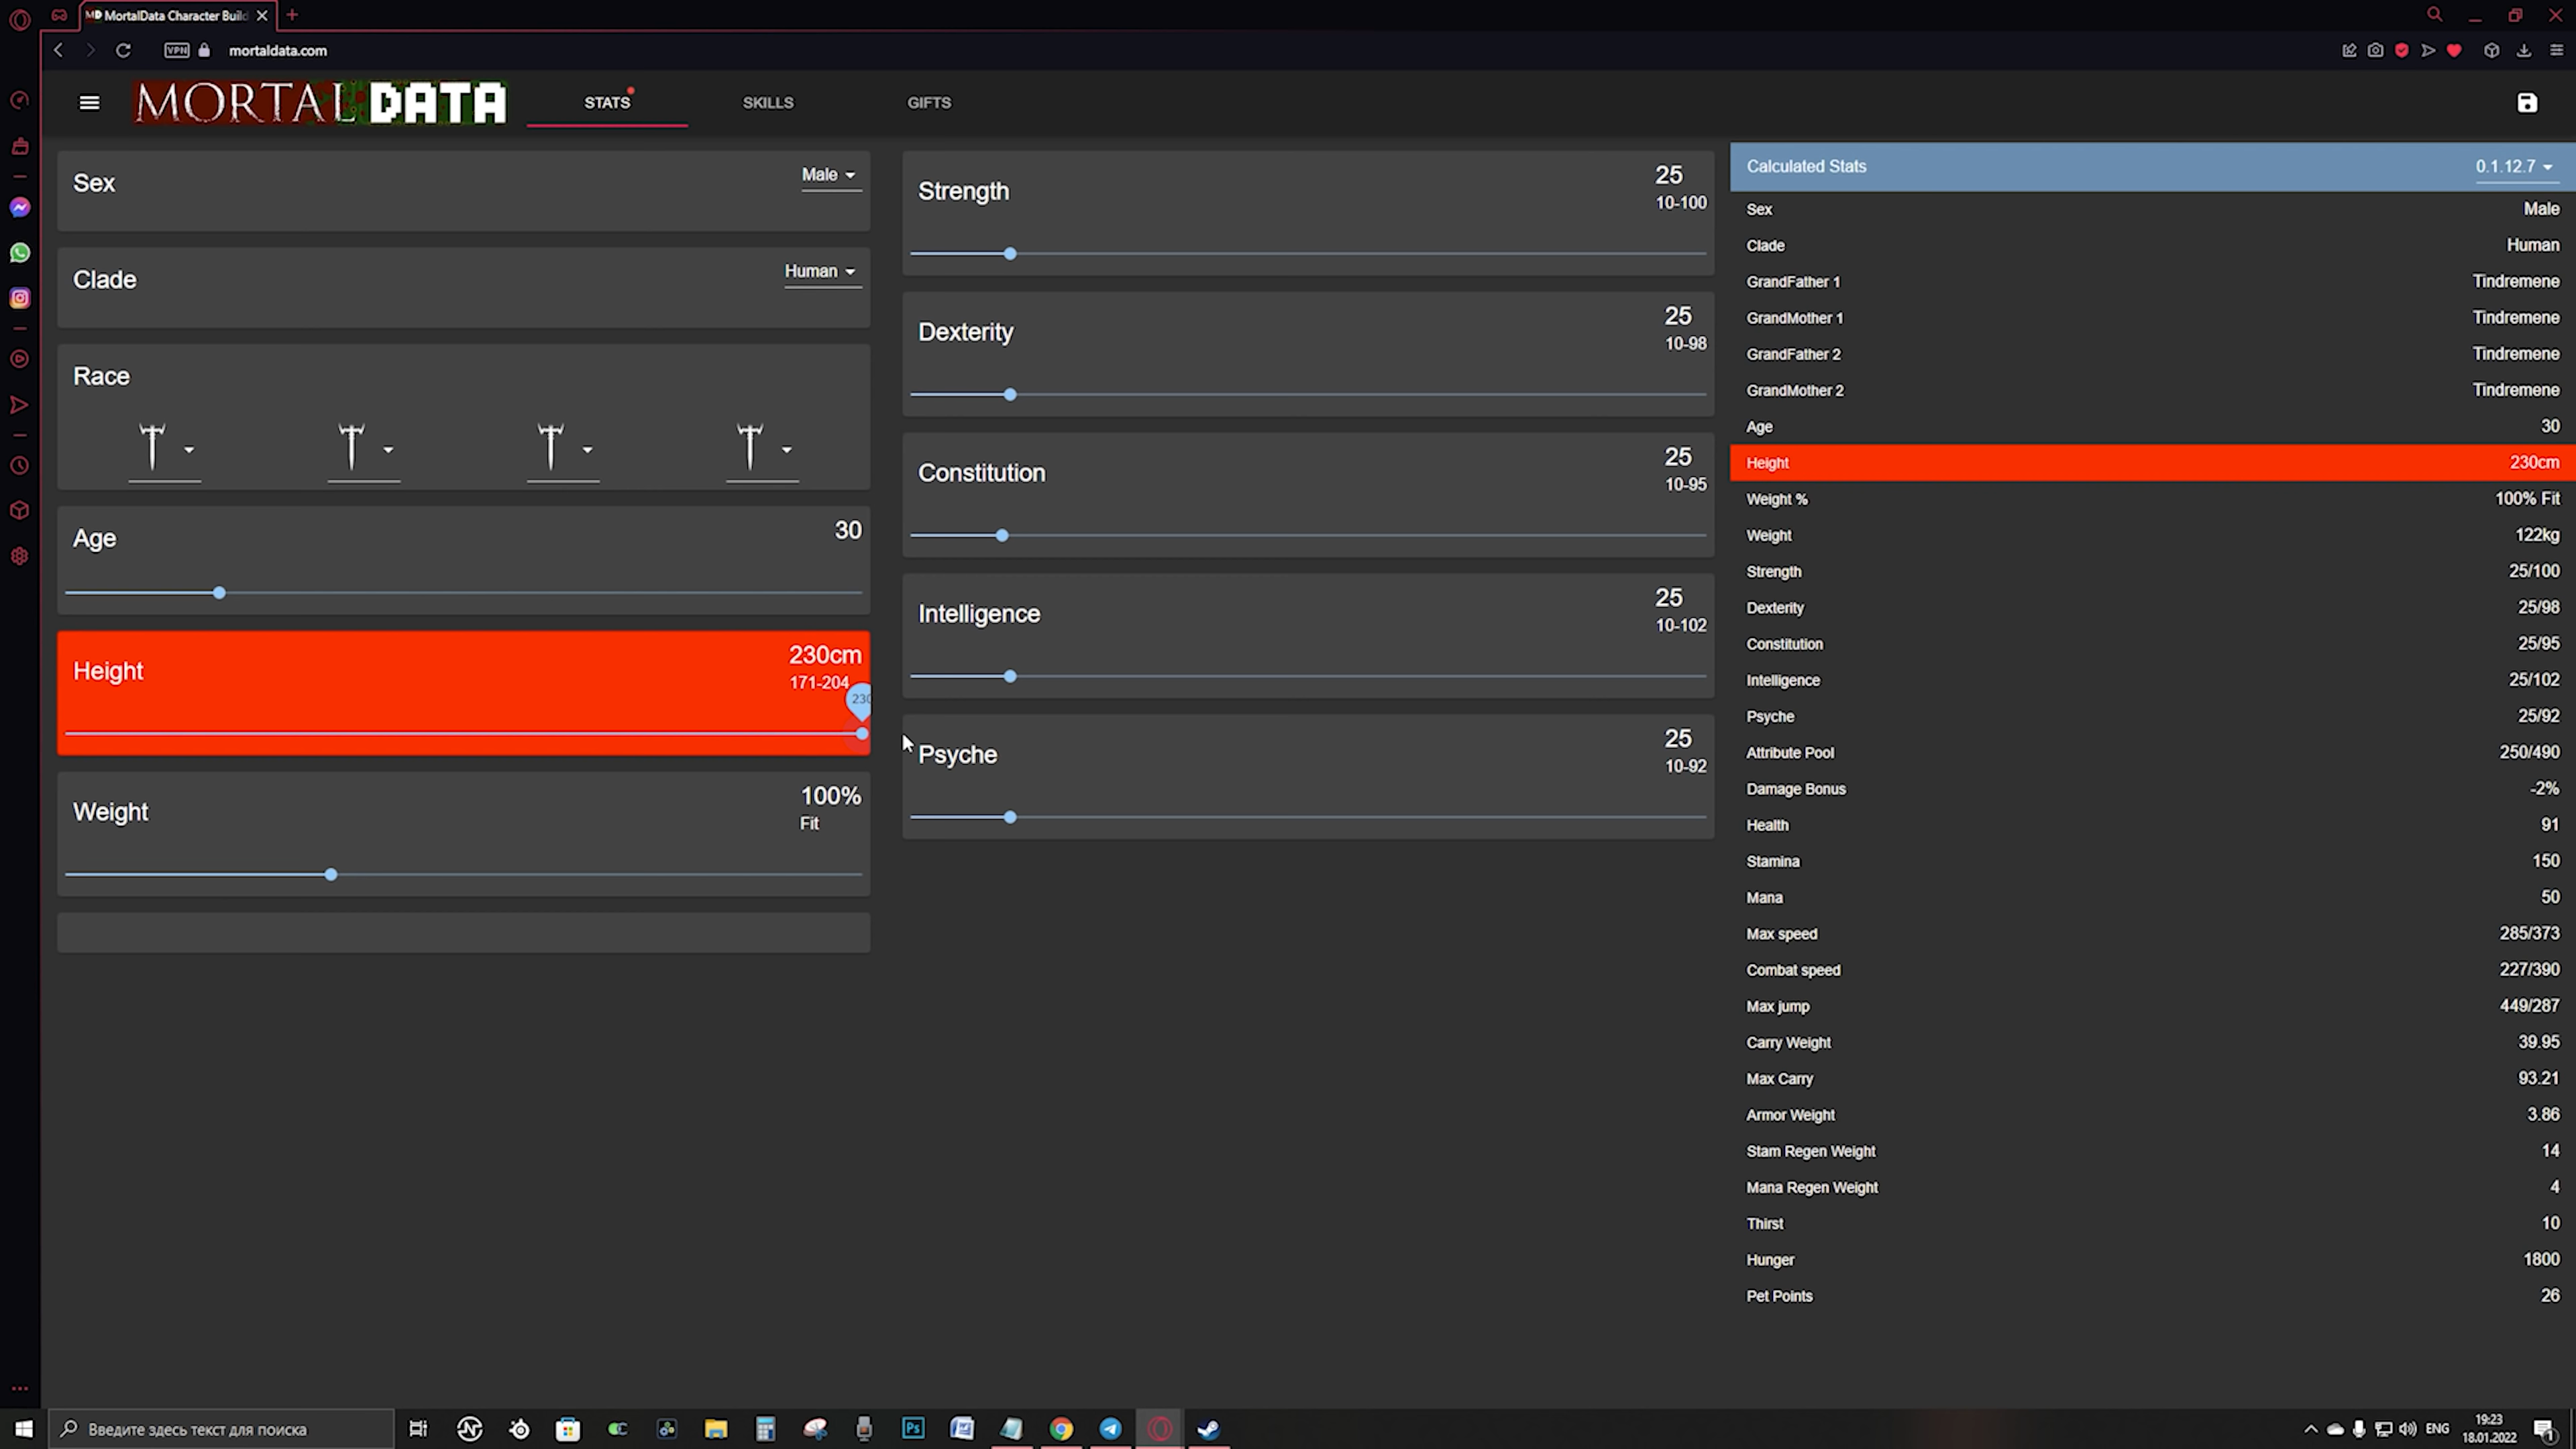 MD MortalData Character Build
VPN
mortaldata.com
MORTAL DATA
STATS
SKILLS
GIFTS
Sex
Male
Clade
Human
Race
Age
30
Height
230cm
171-204
230
Weight
100%
Fit
Strength
25
10-100
Dexterity
25
10-98
Constitution
25
10-95
Intelligence
25
10-102
Psyche
25
10-92
Calculated Stats 0.1.12.7
Sex Male
Clade Human
GrandFather 1 Tindremene
GrandMother 1 Tindremene
GrandFather 2 Tindremene
GrandMother 2 Tindremene
Age 30
Height 230cm
Weight % 100% Fit
Weight 122kg
Strength 25/100
Dexterity 25/98
Constitution 25/95
Intelligence 25/102
Psyche 25/92
Attribute Pool 250/490
Damage Bonus -2%
Health 91
Stamina 150
Mana 50
Max speed 285/373
Combat speed 227/390
Max jump 449/287
Carry Weight 39.95
Max Carry 93.21
Armor Weight 3.86
Stam Regen Weight 14
Mana Regen Weight 4
Thirst 10
Hunger 1800
Pet Points 26
Введите здесь текст для поиска
Ps
ENG
19:23
18.01.2022
1